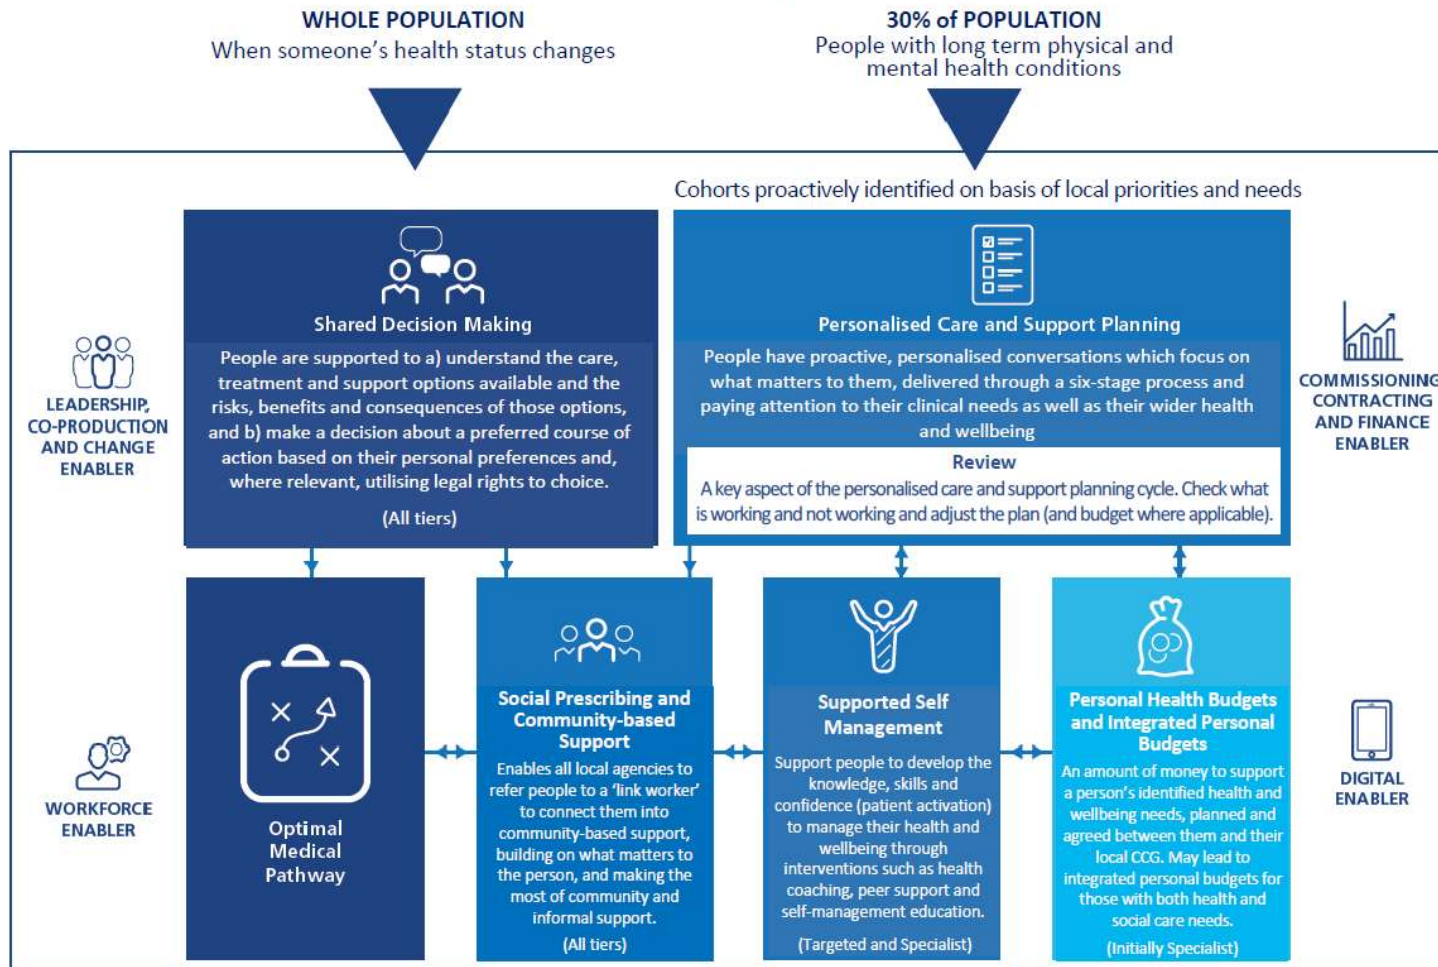 WHOLE POPULATION
When someone's health status changes
30% of POPULATION
People with long term physical and
mental health conditions
Cohorts proactively identified on basis of local priorities and needs
LEADERSHIP,
CO-PRODUCTION
AND CHANGE
ENABLER
Shared Decision Making
People are supported to a) understand the care,
treatment and support options available and the
risks, benefits and consequences of those options,
and b) make a decision about a preferred course of
action based on their personal preferences and,
where relevant, utilising legal rights to choice.
(All tiers)
Personalised Care and Support Planning
People have proactive, personalised conversations which focus on
what matters to them, delivered through a six-stage process and
paying attention to their clinical needs as well as their wider health
and wellbeing
Review
A key aspect of the personalised care and support planning cycle. Check what
is working and not working and adjust the plan (and budget where applicable).
COMMISSIONING,
CONTRACTING
AND FINANCE
ENABLER
WORKFORCE
ENABLER
Optimal
Medical
Pathway
Social Prescribing and
Community-based
Support
Enables all local agencies to
refer people to a 'link worker'
to connect them into
community-based support,
building on what matters to
the person, and making the
most of community and
informal support.
(All tiers)
Supported Self
Management
Support people to develop the
knowledge, skills and
confidence (patient activation)
to manage their health and
wellbeing through
interventions such as health
coaching, peer support and
self-management education.
(Targeted and Specialist)
Personal Health Budgets
and Integrated Personal
Budgets
An amount of money to support
a person's identified health and
wellbeing needs, planned and
agreed between them and their
local CCG. May lead to
integrated personal budgets for
those with both health and
social care needs.
(Initially Specialist)
DIGITAL
ENABLER